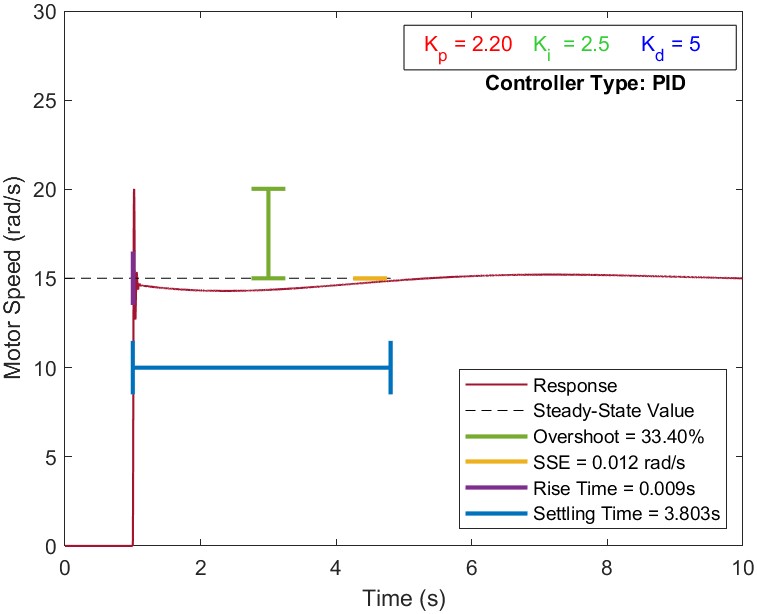 30
25
20
15
10
5
0
Motor Speed (rad/s)
Kp = 2.20 Ki = 2.5 Kd = 5
Controller Type: PID
Response
Steady-State Value
Overshoot = 33.40%
SSE = 0.012 rad/s
Rise Time = 0.009s
Settling Time = 3.803s
0 2 4 6 8 10
Time (s)